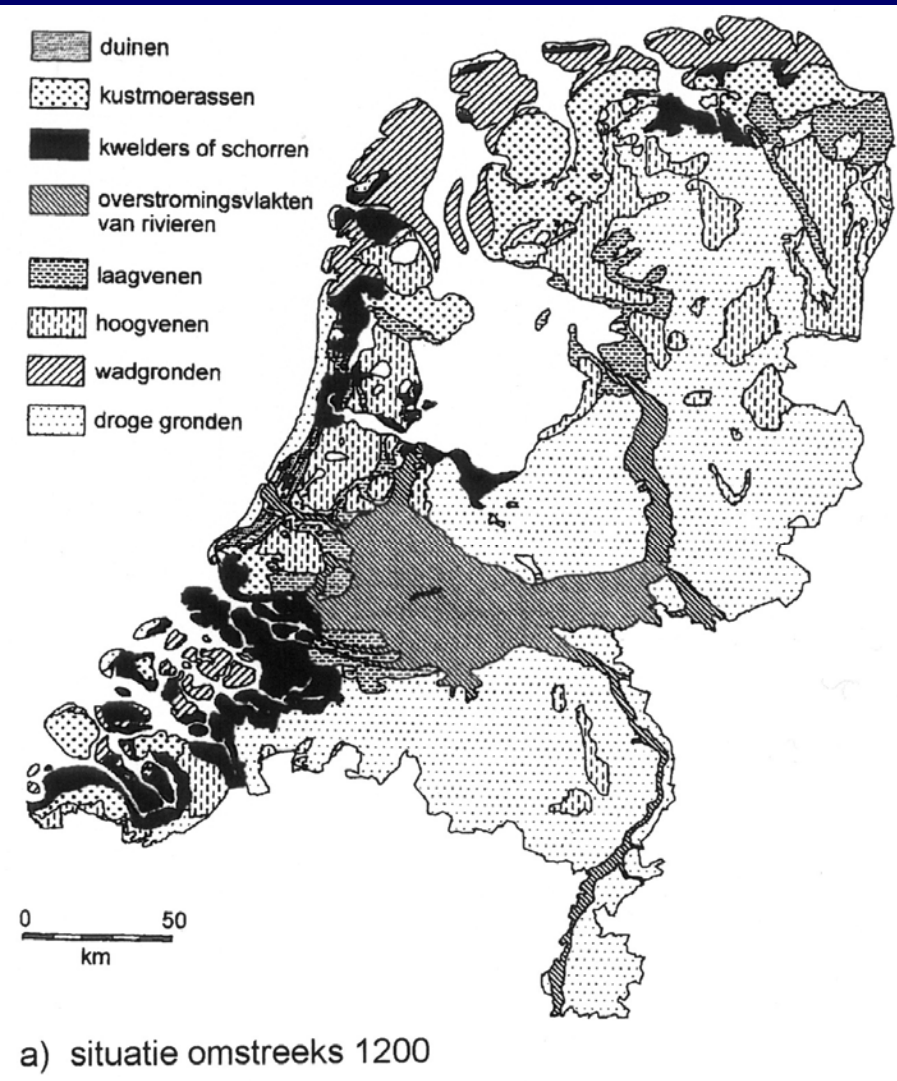 duinen
kustmoerassen
kwelders of schorren
overstromingsvlakten
van rivieren
laagvenen
hoogvenen
wadgronden
droge gronden
0 50
km
a) situatie omstreeks 1200